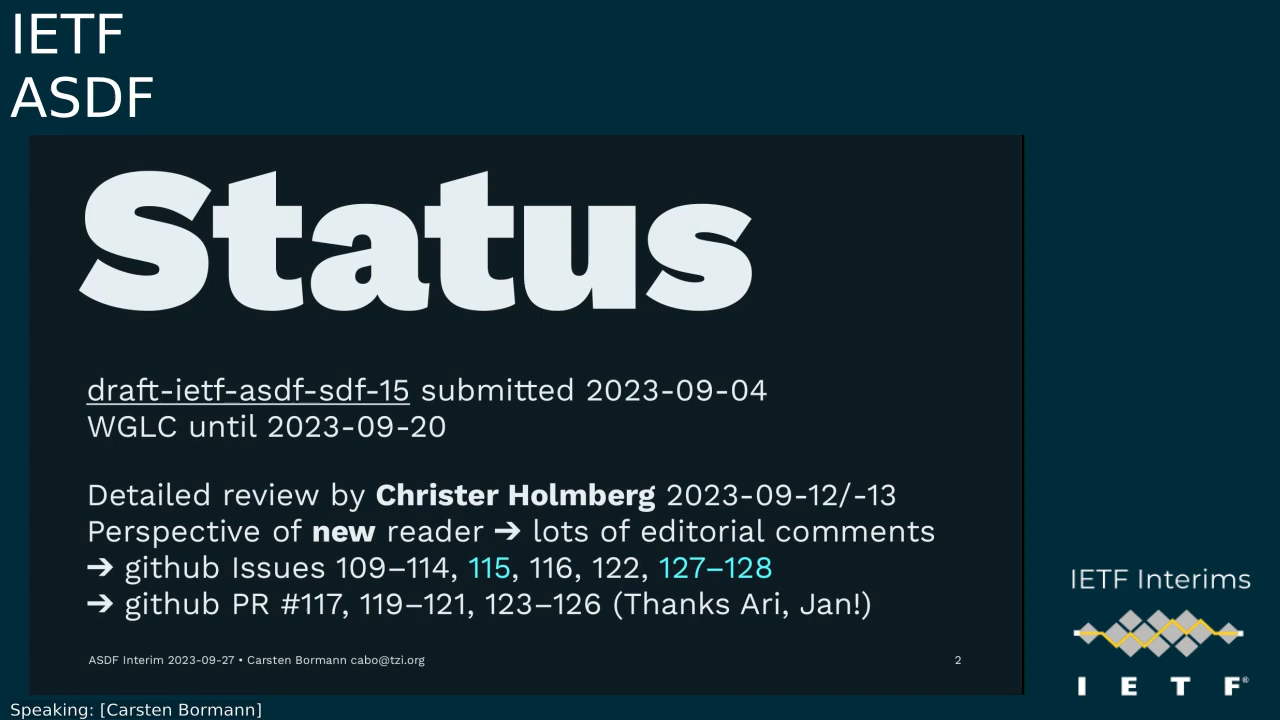 IETF
ASDF
Status
draft-ietf-asdf-sdf-15 submitted 2023-09-04
WGLC until 2023-09-20
Detailed review by Christer Holmberg 2023-09-12/-13
Perspective of new reader ➔ lots of editorial comments
➔ github Issues 109–114, 115, 116, 122, 127–128
➔ github PR #117, 119–121, 123–126 (Thanks Ari, Jan!)
ASDF Interim 2023-09-27 • Carsten Bormann cabo@tzi.org
2
IETF Interims
I E T F®
Speaking: [Carsten Bormann]